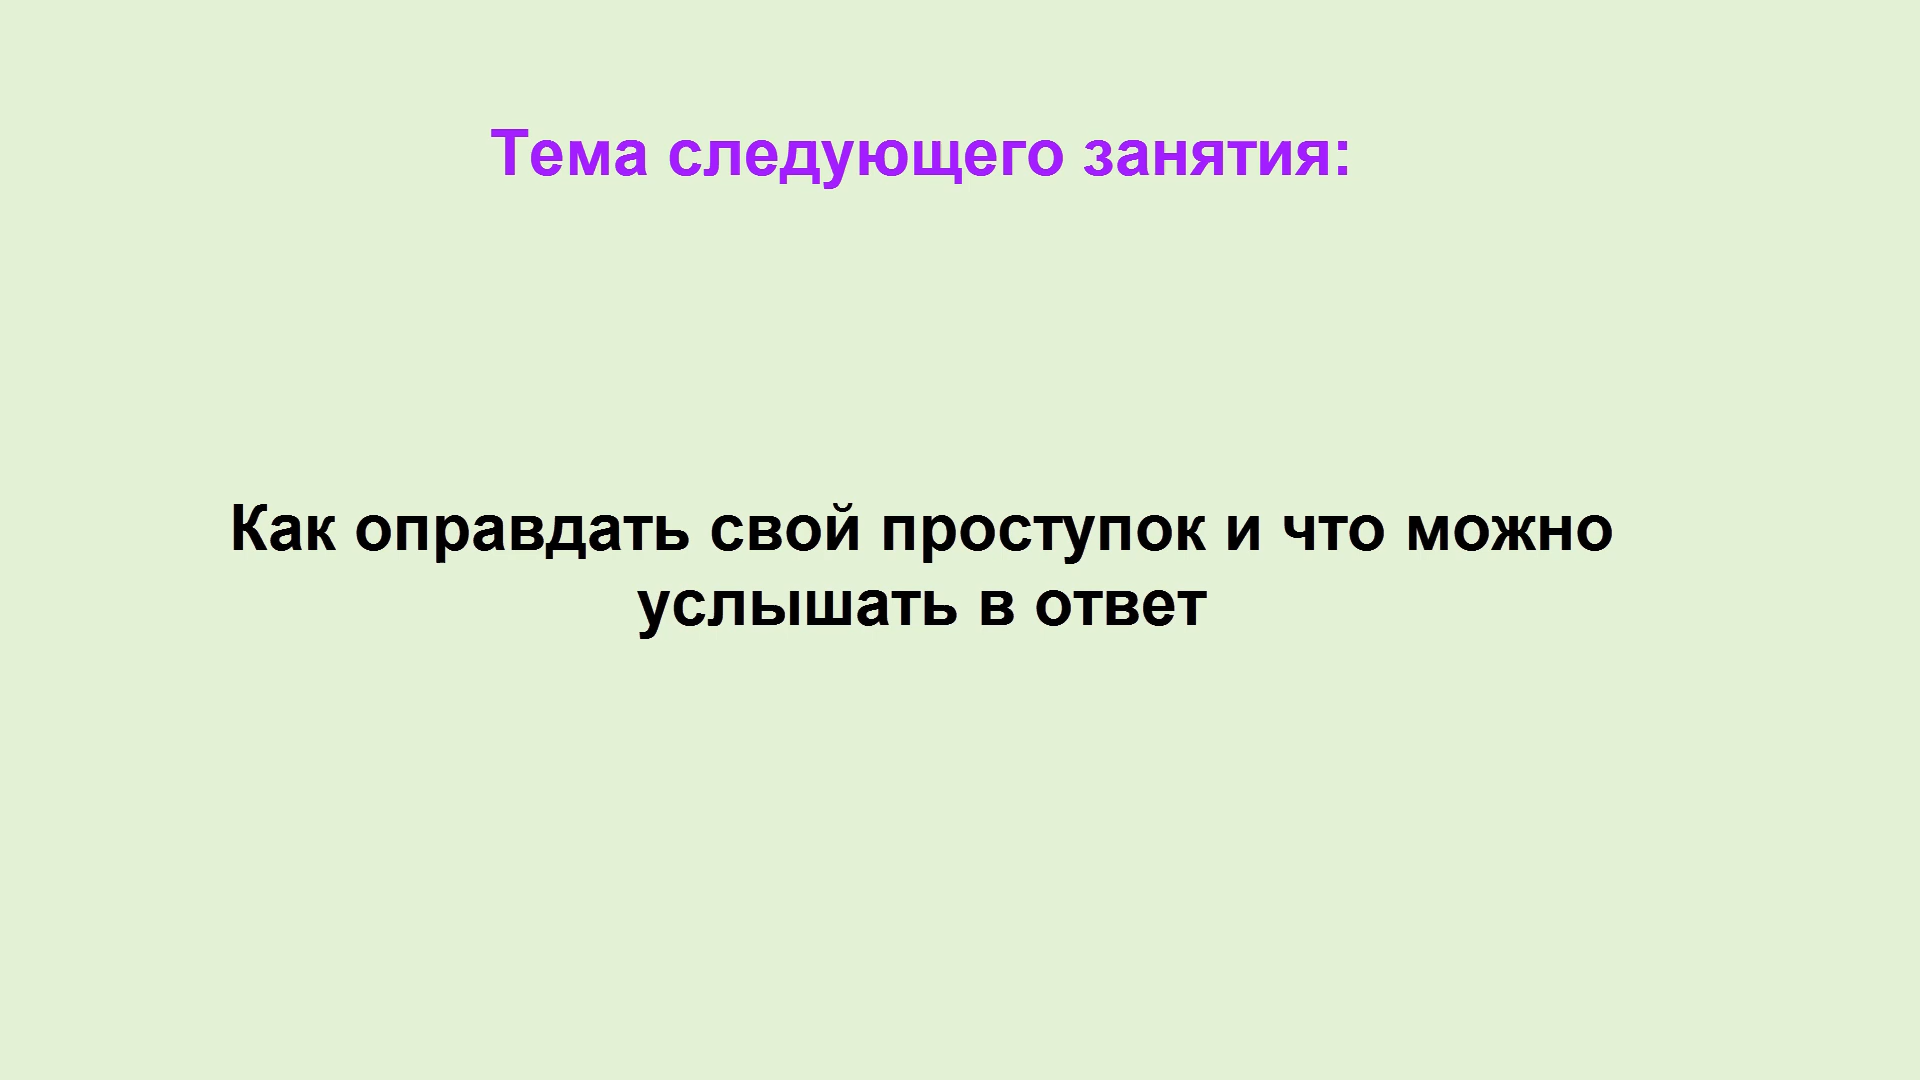 Тема следующего занятия:
Как оправдать свой проступок и что можно
услышать в ответ